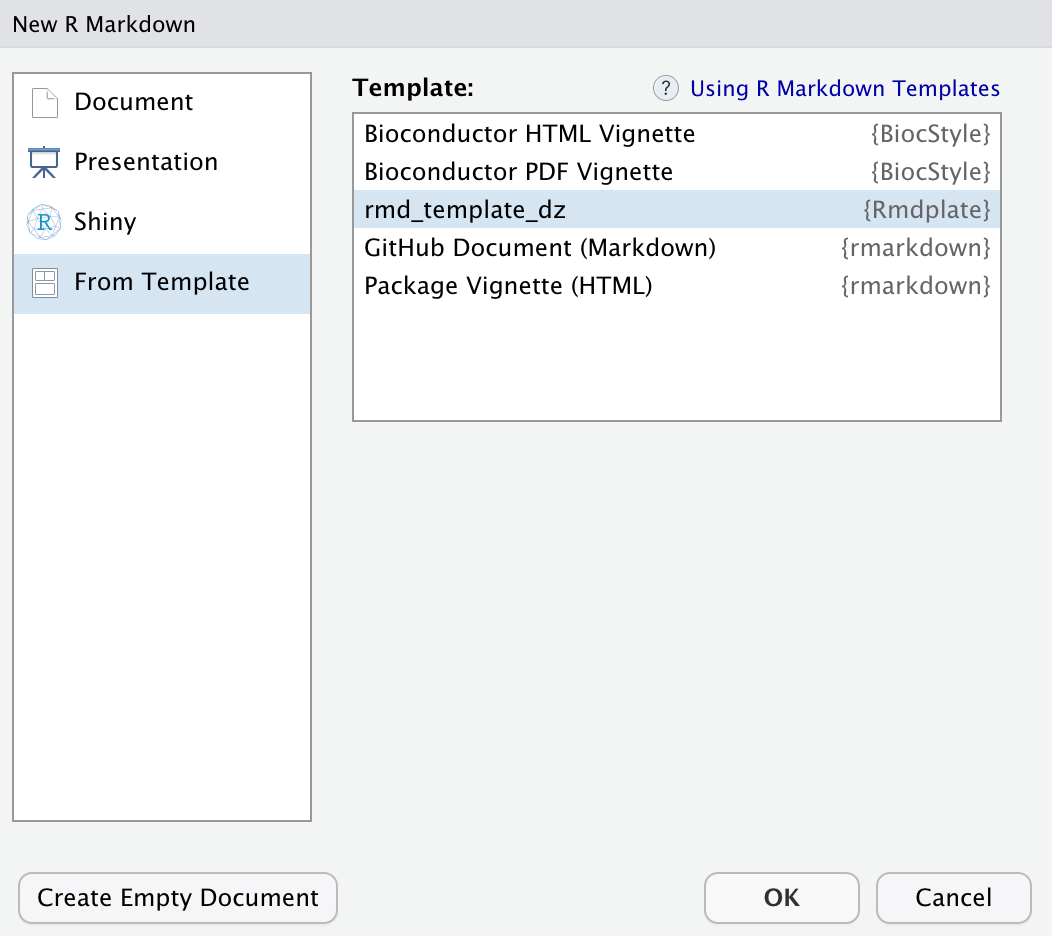 New R Markdown
Document
Presentation
R Shiny
From Template
Template:
? Using R Markdown Templates
Bioconductor HTML Vignette {BiocStyle}
Bioconductor PDF Vignette {BiocStyle}
rmd_template_dz {Rmdplate}
GitHub Document (Markdown) {rmarkdown}
Package Vignette (HTML) {rmarkdown}
Create Empty Document
OK
Cancel